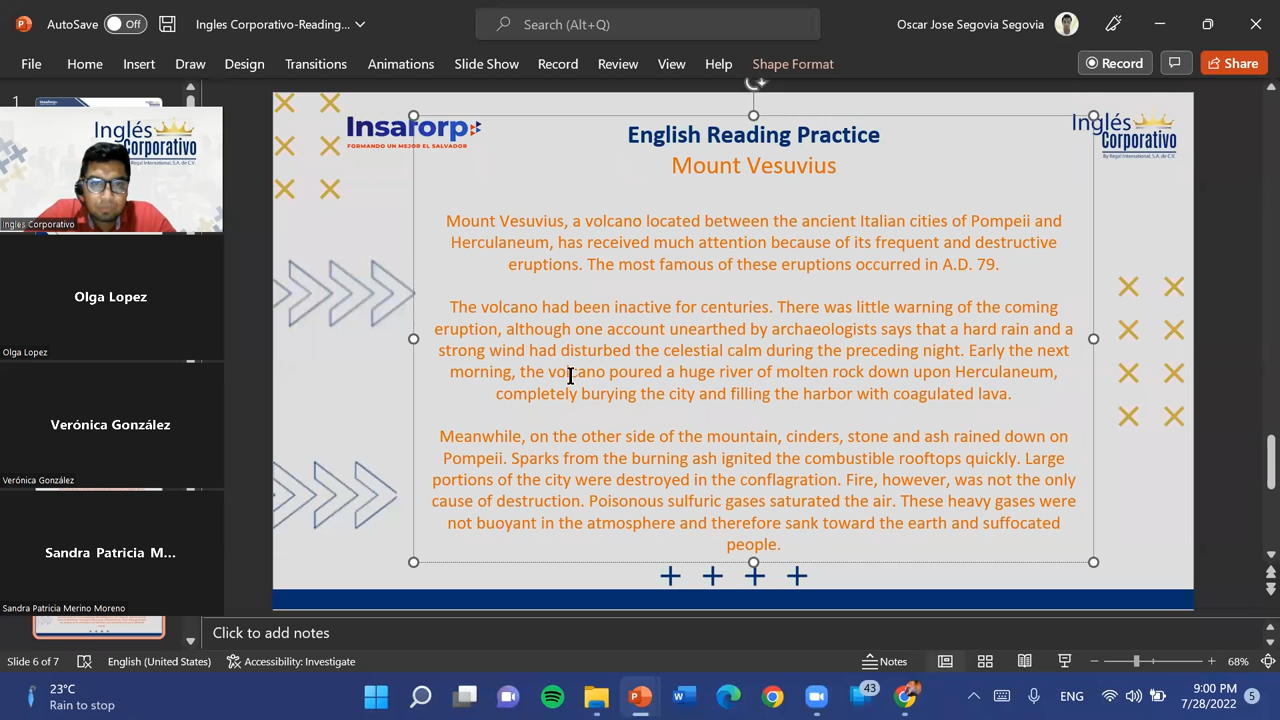 AutoSave Off Ingles Corporativo-Reading... Search (Alt+Q) Oscar Jose Segovia Segovia
File Home Insert Draw Design Transitions Animations Slide Show Record Review View Help Shape Format Record Share
1
Inglés
Corporativo
by Regal International, S.A. de C.V.
Ingles Corporativo
Olga Lopez
Olga Lopez
Verónica González
Verónica González
Sandra Patricia M...
Sandra Patricia Merino Moreno
Insaforp
FORMANDO UN MEJOR EL SALVADOR
Inglés
Corporativo
By Regal International, S.A. de C.V.
English Reading Practice
Mount Vesuvius
Mount Vesuvius, a volcano located between the ancient Italian cities of Pompeii and
Herculaneum, has received much attention because of its frequent and destructive
eruptions. The most famous of these eruptions occurred in A.D. 79.
The volcano had been inactive for centuries. There was little warning of the coming
eruption, although one account unearthed by archaeologists says that a hard rain and a
strong wind had disturbed the celestial calm during the preceding night. Early the next
morning, the volcano poured a huge river of molten rock down upon Herculaneum,
completely burying the city and filling the harbor with coagulated lava.
Meanwhile, on the other side of the mountain, cinders, stone and ash rained down on
Pompeii. Sparks from the burning ash ignited the combustible rooftops quickly. Large
portions of the city were destroyed in the conflagration. Fire, however, was not the only
cause of destruction. Poisonous sulfuric gases saturated the air. These heavy gases were
not buoyant in the atmosphere and therefore sank toward the earth and suffocated
people.
Click to add notes
Slide 6 of 7 English (United States) Accessibility: Investigate Notes 68%
23°C
Rain to stop
43
ENG
9:00 PM
7/28/2022
5